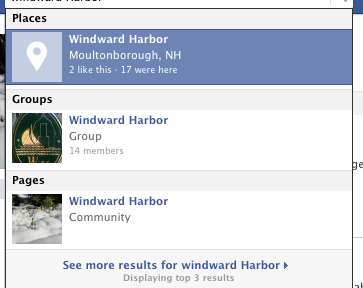 Places
Windward Harbor
Moultonborough, NH
2 like this · 17 were here
Groups
Windward Harbor
Group
14 members
Pages
Windward Harbor
Community
See more results for windward Harbor
Displaying top 3 results